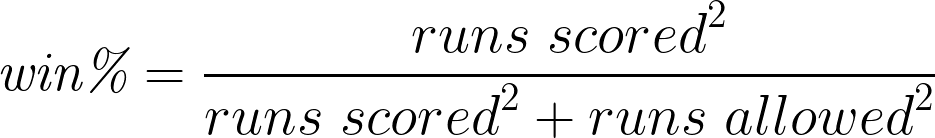 win% = runs scored² / runs scored² + runs allowed²